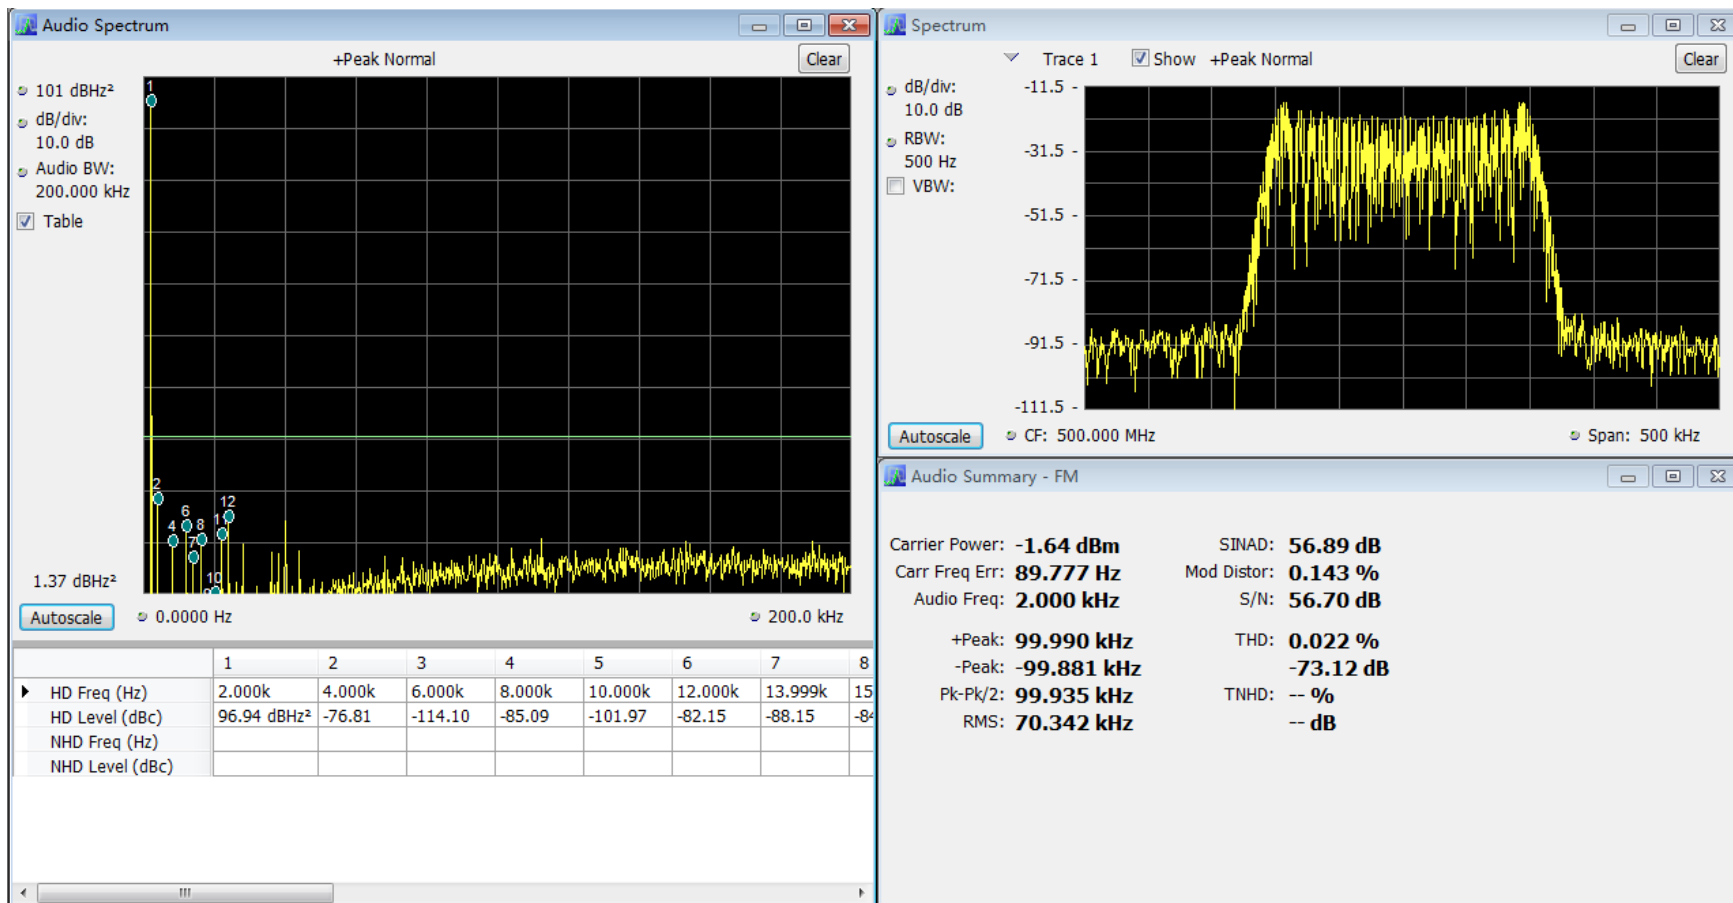 Audio Spectrum
+Peak Normal
Clear
101 dBHz²
dB/div:
10.0 dB
Audio BW:
200.000 kHz
Table
1
2
4
6
7
8
10
12
1.37 dBHz²
Autoscale
0.0000 Hz
200.0 kHz
1 2 3 4 5 6 7 8
HD Freq (Hz) 2.000k 4.000k 6.000k 8.000k 10.000k 12.000k 13.999k 15
HD Level (dBc) 96.94 dBHz² -76.81 -114.10 -85.09 -101.97 -82.15 -88.15 -84
NHD Freq (Hz)
NHD Level (dBc)
Spectrum
Trace 1 Show +Peak Normal
Clear
dB/div:
10.0 dB
RBW:
500 Hz
VBW:
-11.5
-31.5
-51.5
-71.5
-91.5
-111.5
Autoscale
CF: 500.000 MHz
Span: 500 kHz
Audio Summary - FM
Carrier Power: -1.64 dBm SINAD: 56.89 dB
Carr Freq Err: 89.777 Hz Mod Distor: 0.143 %
Audio Freq: 2.000 kHz S/N: 56.70 dB
+Peak: 99.990 kHz THD: 0.022 %
-Peak: -99.881 kHz -73.12 dB
Pk-Pk/2: 99.935 kHz TNHD: -- %
RMS: 70.342 kHz -- dB